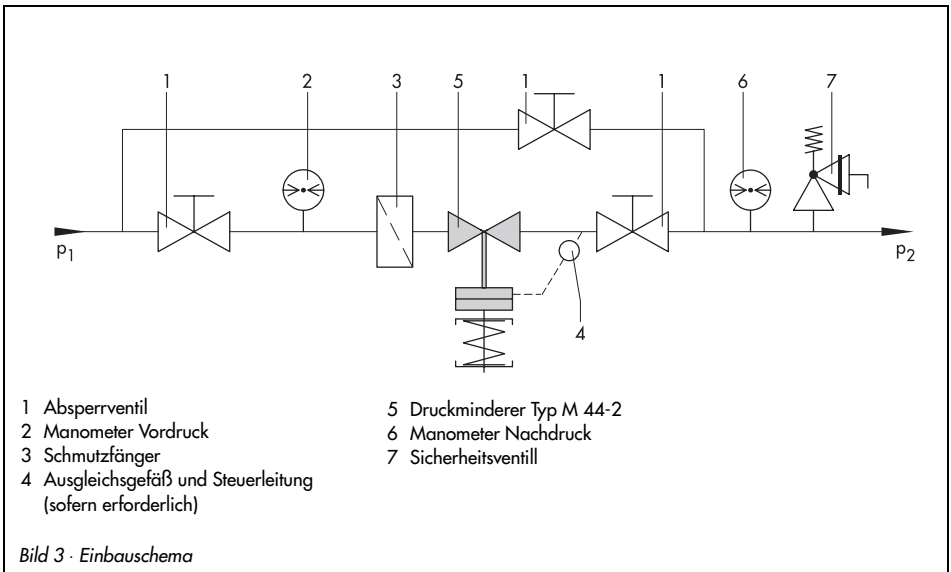 1 2 3 5 1 1 6 7
p1 p2
4
1 Absperrventil
2 Manometer Vordruck
3 Schmutzfänger
4 Ausgleichsgefäß und Steuerleitung
(sofern erforderlich)
5 Druckminderer Typ M 44-2
6 Manometer Nachdruck
7 Sicherheitsventill
Bild 3 · Einbauschema